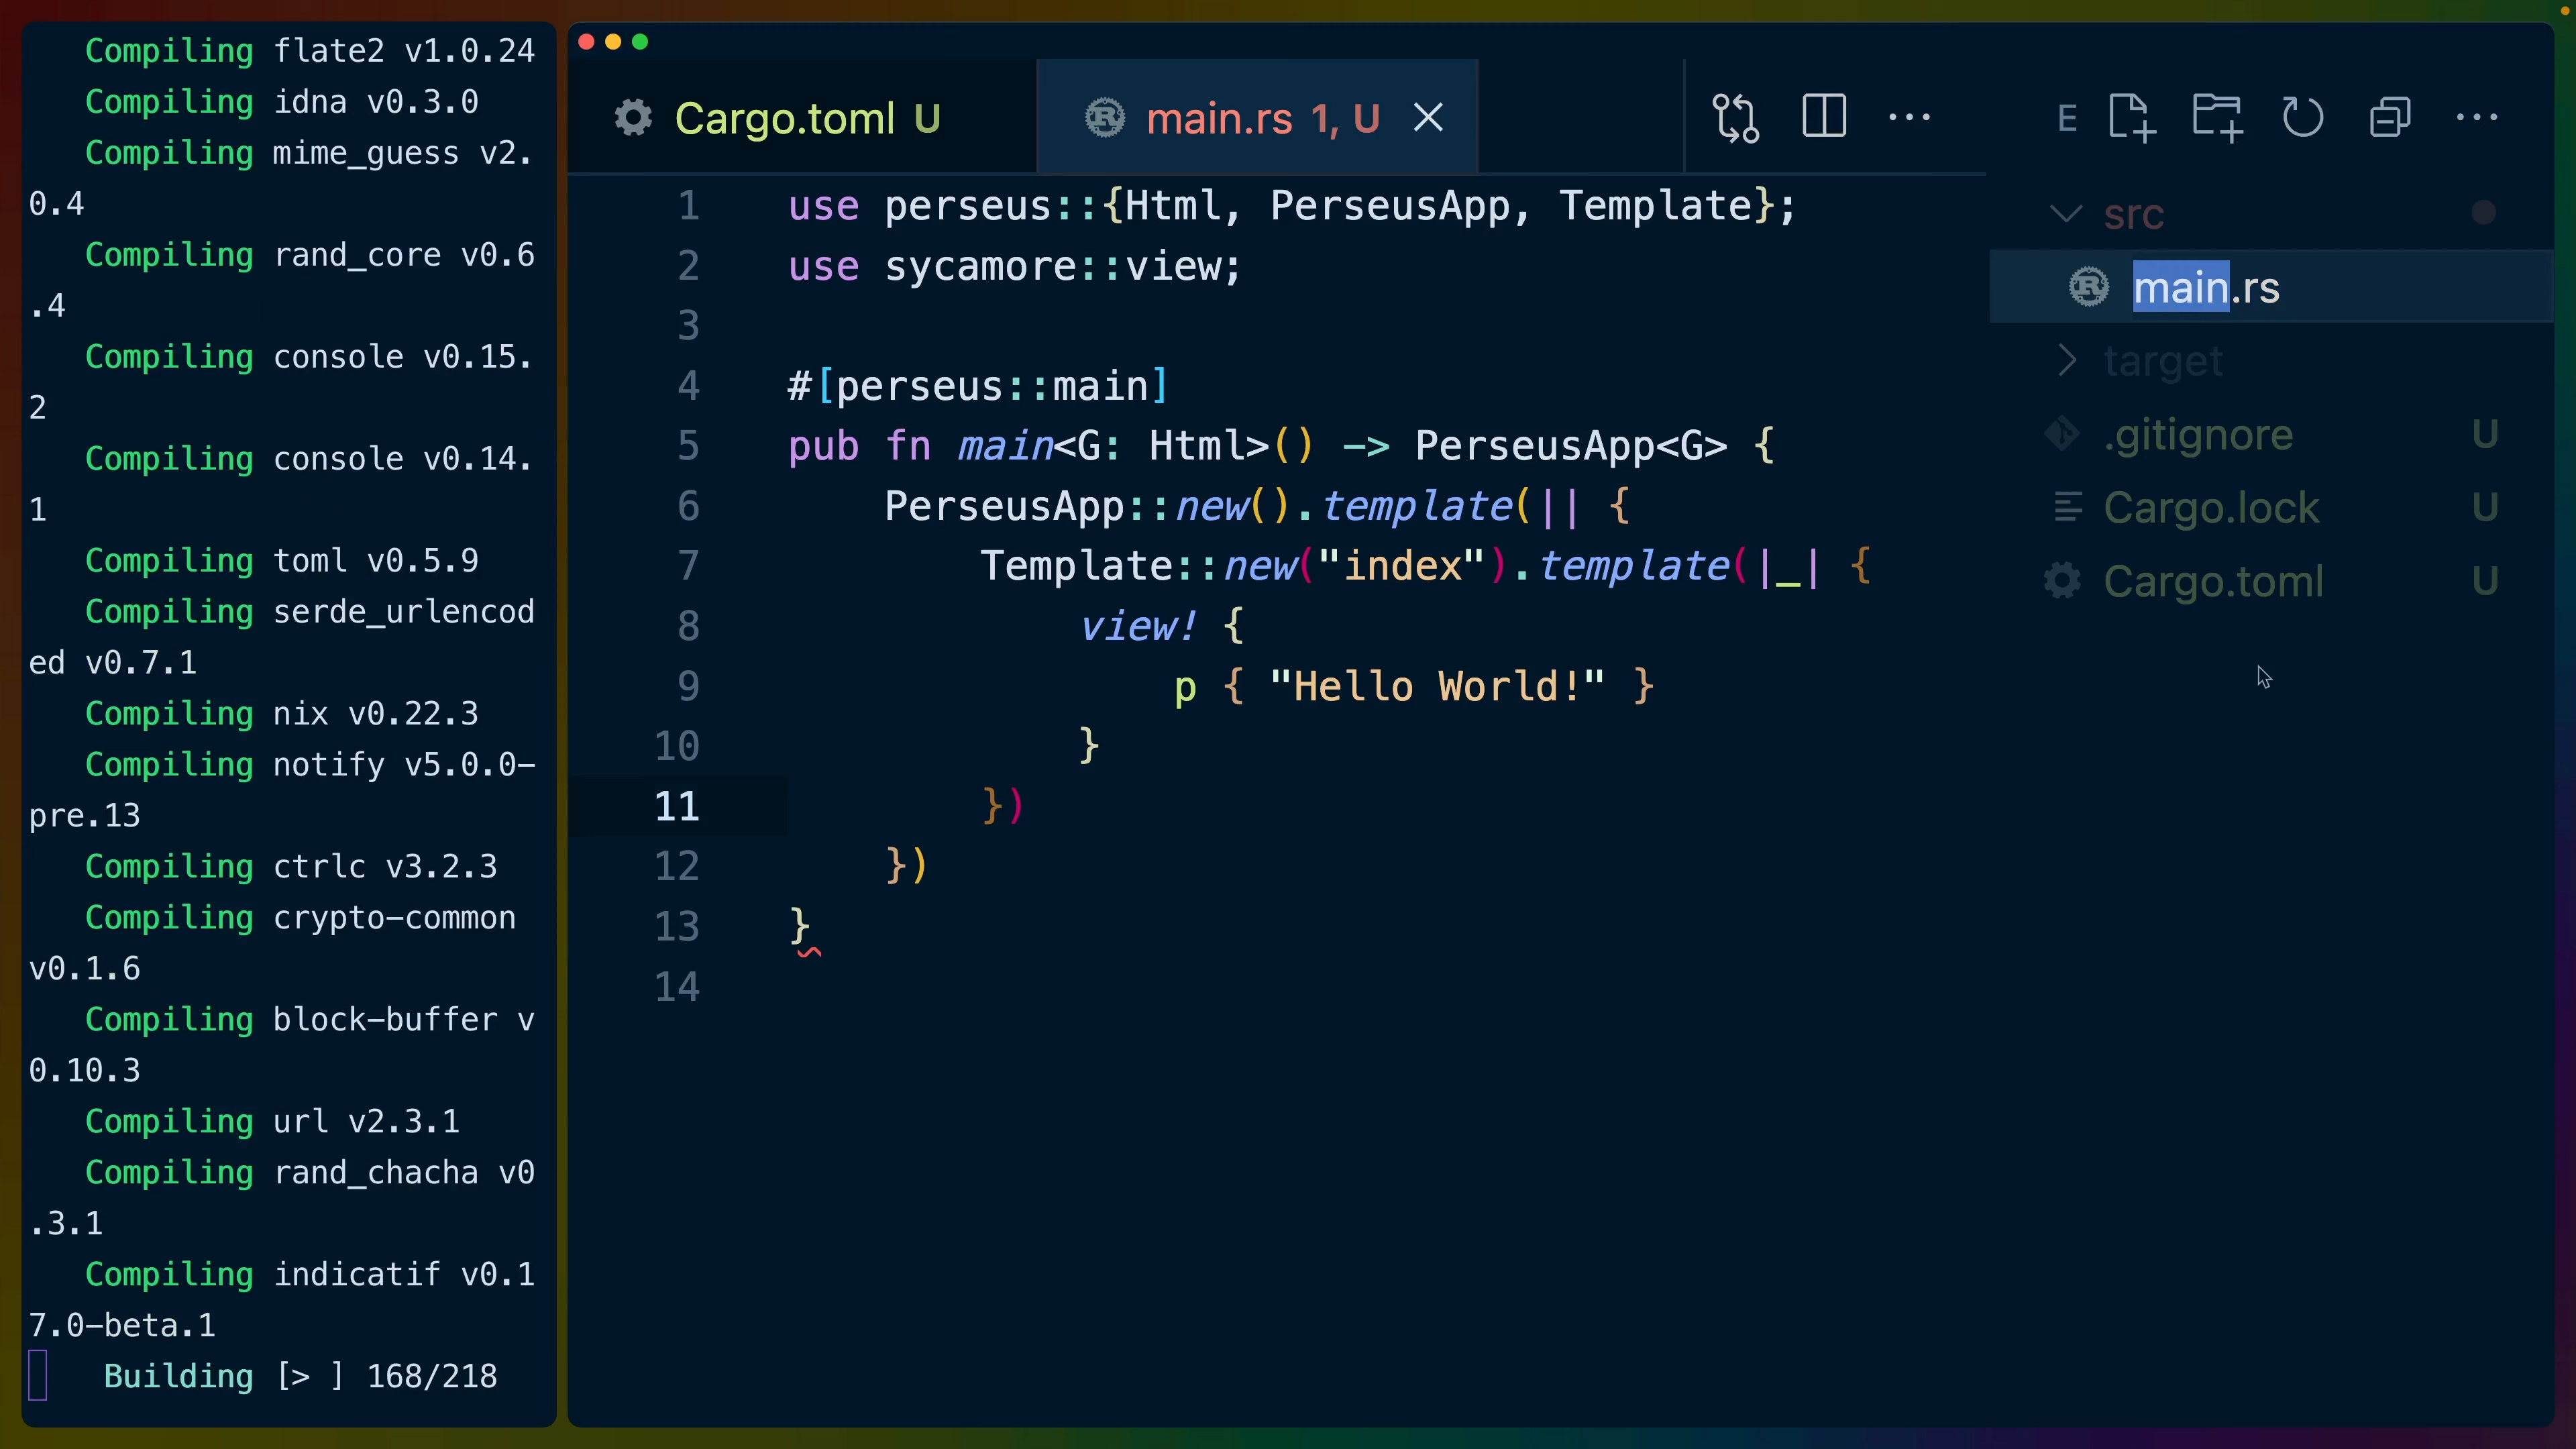 Compiling flate2 v1.0.24
Compiling idna v0.3.0
Compiling mime_guess v2.
0.4
Compiling rand_core v0.6
.4
Compiling console v0.15.
2
Compiling console v0.14.
1
Compiling toml v0.5.9
Compiling serde_urlencod
ed v0.7.1
Compiling nix v0.22.3
Compiling notify v5.0.0-
pre.13
Compiling ctrlc v3.2.3
Compiling crypto-common
v0.1.6
Compiling block-buffer v
0.10.3
Compiling url v2.3.1
Compiling rand_chacha v0
.3.1
Compiling indicatif v0.1
7.0-beta.1
Building [> ] 168/218
Cargo.toml U
main.rs 1, U
1 use perseus::{Html, PerseusApp, Template};
2 use sycamore::view;
3
4 #[perseus::main]
5 pub fn main<G: Html>() -> PerseusApp<G> {
6     PerseusApp::new().template(|| {
7         Template::new("index").template(|_| {
8             view! {
9                 p { "Hello World!" }
10             }
11         })
12     })
13 }
14
E
src
main.rs
target
.gitignore U
Cargo.lock U
Cargo.toml U